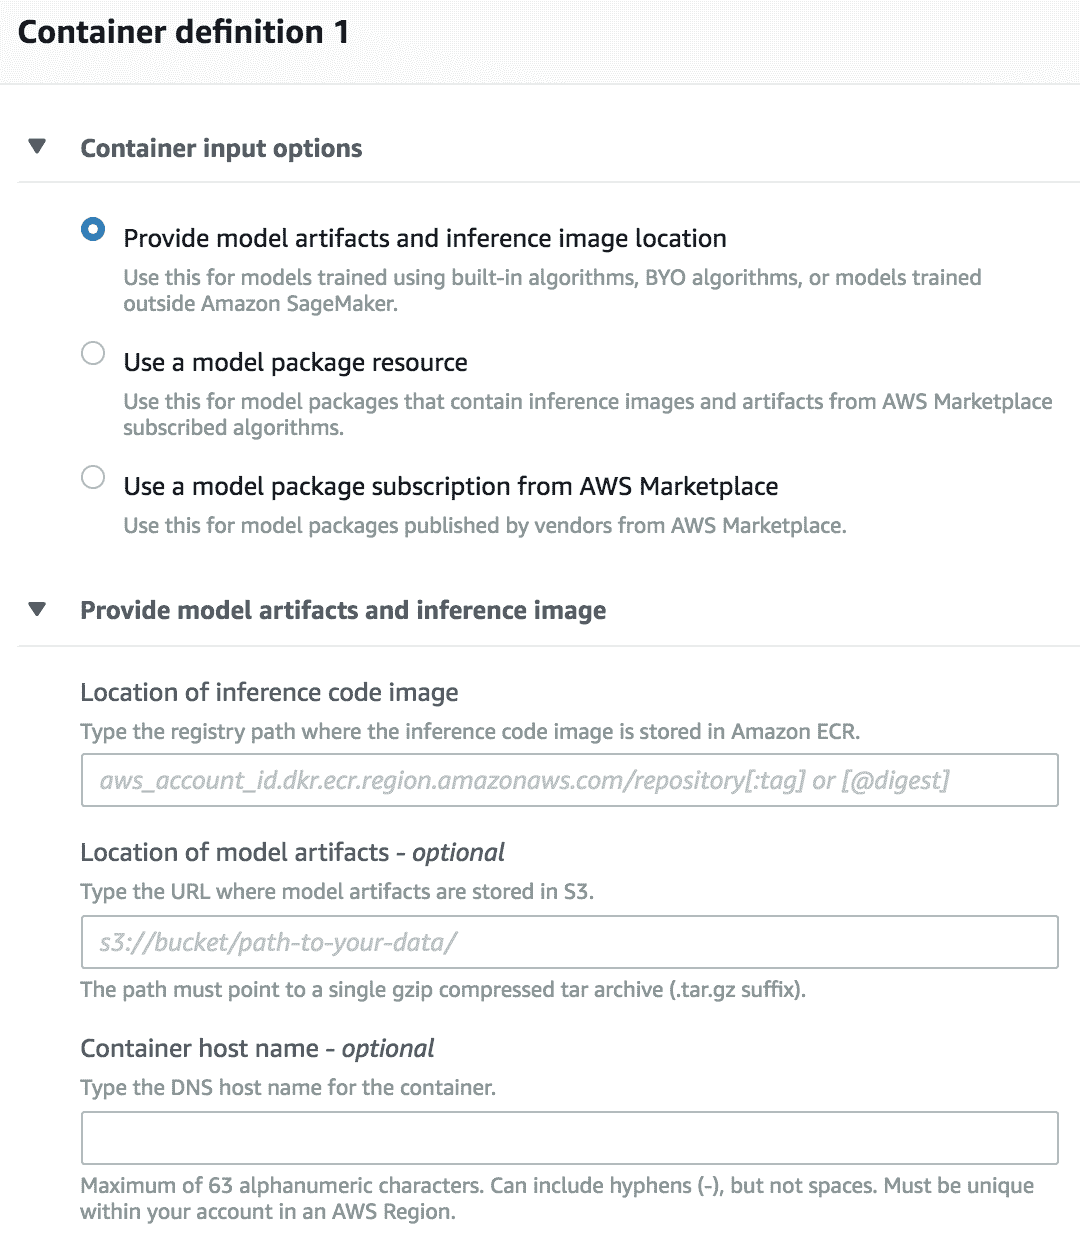 Container definition 1
Container input options
Provide model artifacts and inference image location
Use this for models trained using built-in algorithms, BYO algorithms, or models trained
outside Amazon SageMaker.
Use a model package resource
Use this for model packages that contain inference images and artifacts from AWS Marketplace
subscribed algorithms.
Use a model package subscription from AWS Marketplace
Use this for model packages published by vendors from AWS Marketplace.
Provide model artifacts and inference image
Location of inference code image
Type the registry path where the inference code image is stored in Amazon ECR.
aws_account_id.dkr.ecr.region.amazonaws.com/repository[:tag] or [@digest]
Location of model artifacts - optional
Type the URL where model artifacts are stored in S3.
s3://bucket/path-to-your-data/
The path must point to a single gzip compressed tar archive (.tar.gz suffix).
Container host name - optional
Type the DNS host name for the container.
Maximum of 63 alphanumeric characters. Can include hyphens (-), but not spaces. Must be unique
within your account in an AWS Region.